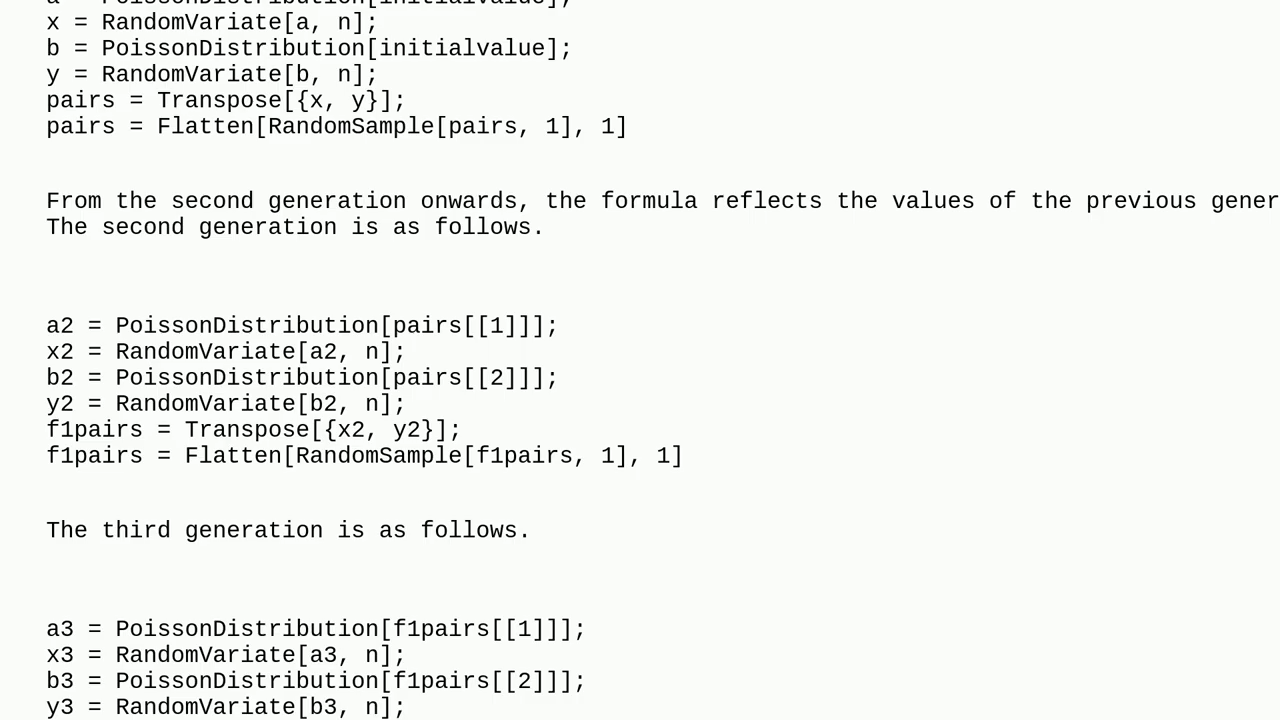 x = RandomVariate[a, n];
b = PoissonDistribution[initialvalue];
y = RandomVariate[b, n];
pairs = Transpose[{x, y}];
pairs = Flatten[RandomSample[pairs, 1], 1]
From the second generation onwards, the formula reflects the values of the previous gener
The second generation is as follows.
a2 = PoissonDistribution[pairs[[1]]];
x2 = RandomVariate[a2, n];
b2 = PoissonDistribution[pairs[[2]]];
y2 = RandomVariate[b2, n];
f1pairs = Transpose[{x2, y2}];
f1pairs = Flatten[RandomSample[f1pairs, 1], 1]
The third generation is as follows.
a3 = PoissonDistribution[f1pairs[[1]]];
x3 = RandomVariate[a3, n];
b3 = PoissonDistribution[f1pairs[[2]]];
y3 = RandomVariate[b3, n];